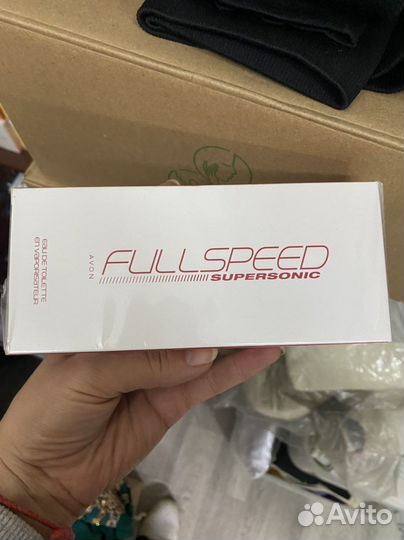 EAU DE TOILETTE
EN VAPORISATEUR
AVON
FULLSPEED
SUPERSONIC
Avito